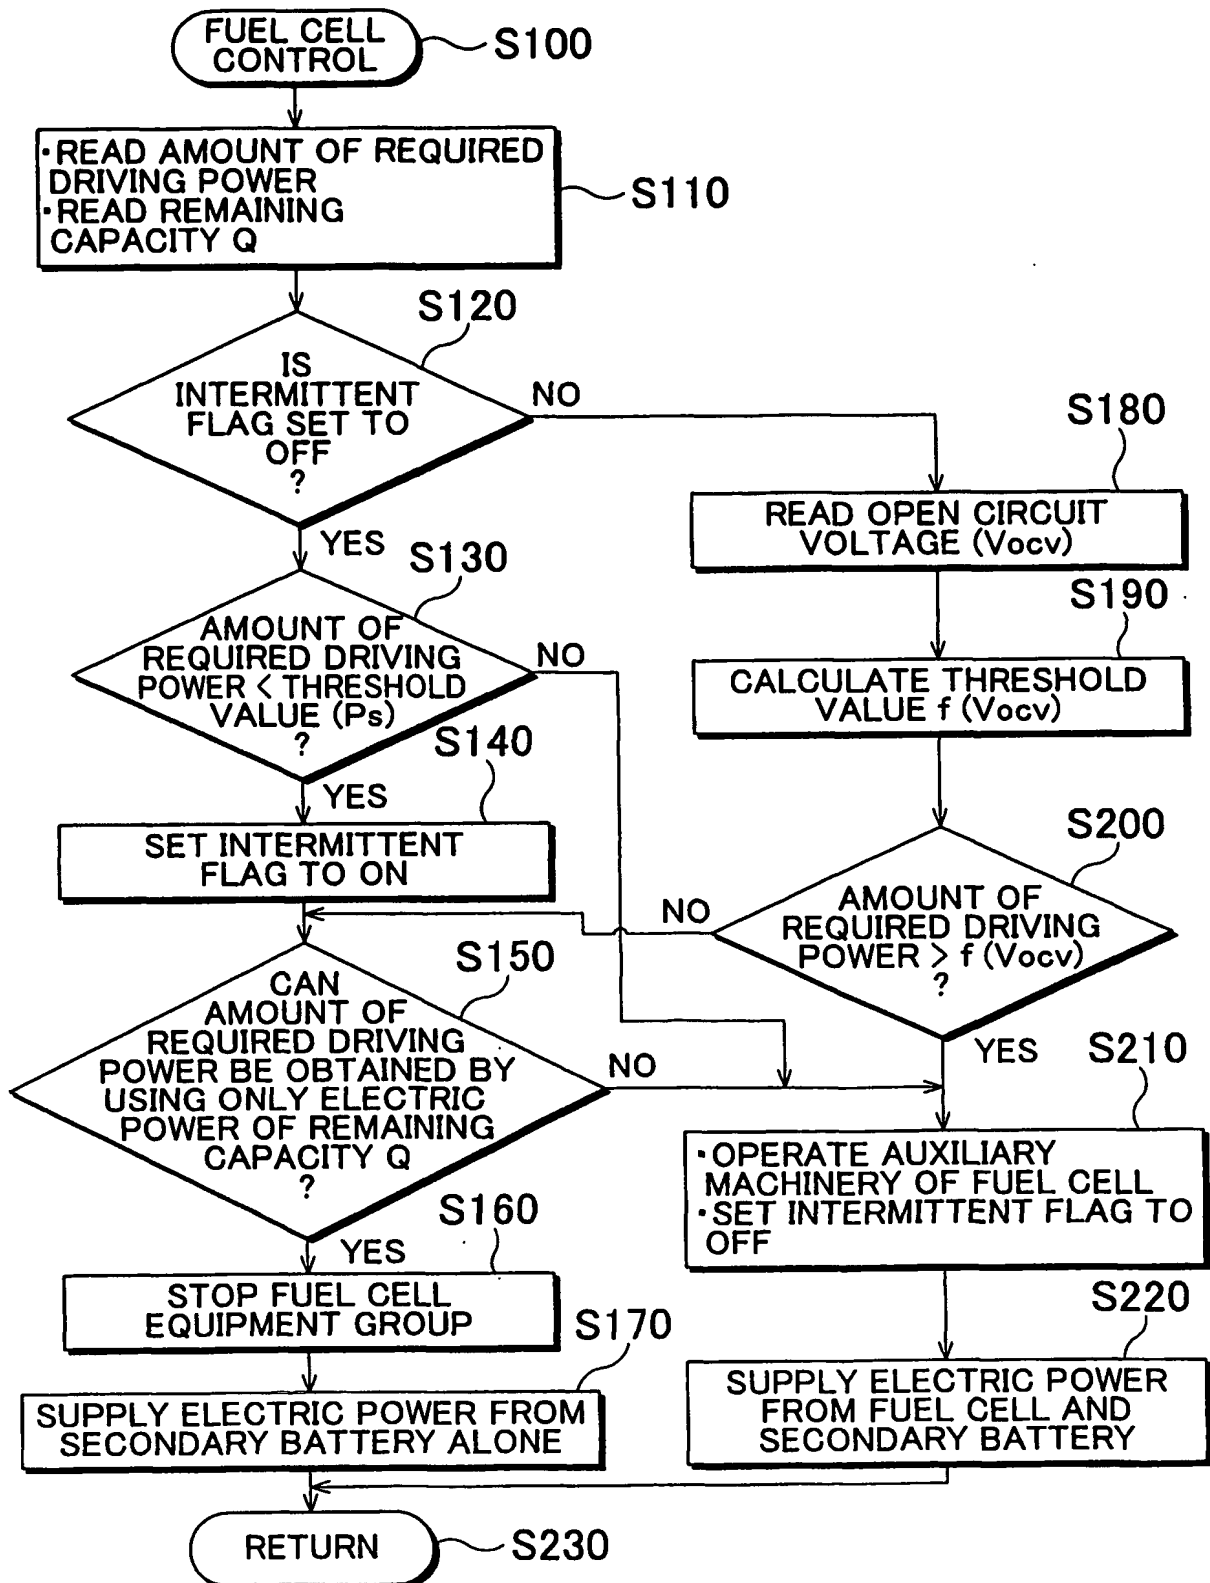 FUEL CELL
CONTROL
S100
·READ AMOUNT OF REQUIRED
DRIVING POWER
·READ REMAINING
CAPACITY Q
S110
S120
IS
INTERMITTENT
FLAG SET TO
OFF
?
NO
YES
S180
READ OPEN CIRCUIT
VOLTAGE (Vocv)
S130
AMOUNT OF
REQUIRED DRIVING
POWER < THRESHOLD
VALUE (Ps)
?
NO
YES
S190
CALCULATE THRESHOLD
VALUE f (Vocv)
S140
SET INTERMITTENT
FLAG TO ON
S200
AMOUNT OF
REQUIRED DRIVING
POWER > f (Vocv)
?
NO
YES
S150
CAN
AMOUNT OF
REQUIRED DRIVING
POWER BE OBTAINED BY
USING ONLY ELECTRIC
POWER OF REMAINING
CAPACITY Q
?
NO
YES
S210
·OPERATE AUXILIARY
MACHINERY OF FUEL CELL
·SET INTERMITTENT FLAG TO
OFF
S160
STOP FUEL CELL
EQUIPMENT GROUP
S170
SUPPLY ELECTRIC POWER FROM
SECONDARY BATTERY ALONE
S220
SUPPLY ELECTRIC POWER
FROM FUEL CELL AND
SECONDARY BATTERY
RETURN
S230